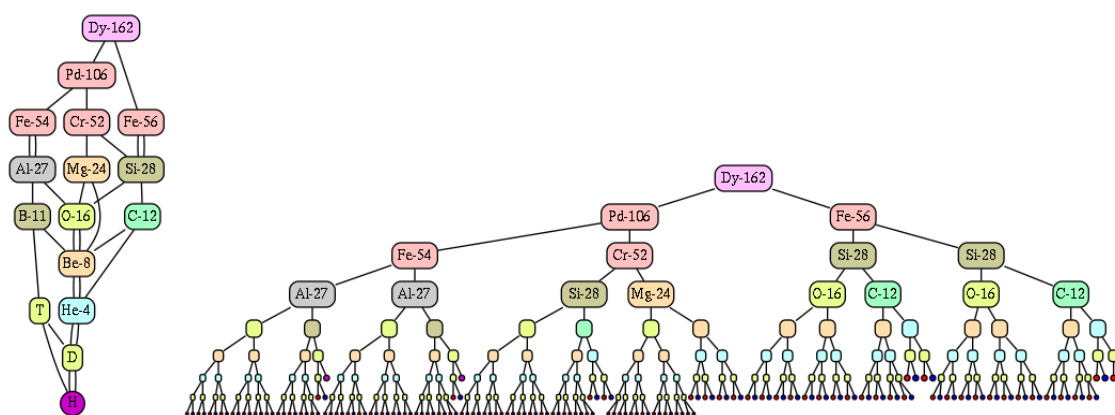 Dy-162
Pd-106
Fe-54 Cr-52 Fe-56
Al-27 Mg-24 Si-28
B-11 O-16 C-12
Be-8
T He-4
D
H
Dy-162
Pd-106 Fe-56
Fe-54 Cr-52 Si-28 Si-28
Al-27 Al-27 Si-28 Mg-24 O-16 C-12 O-16 C-12